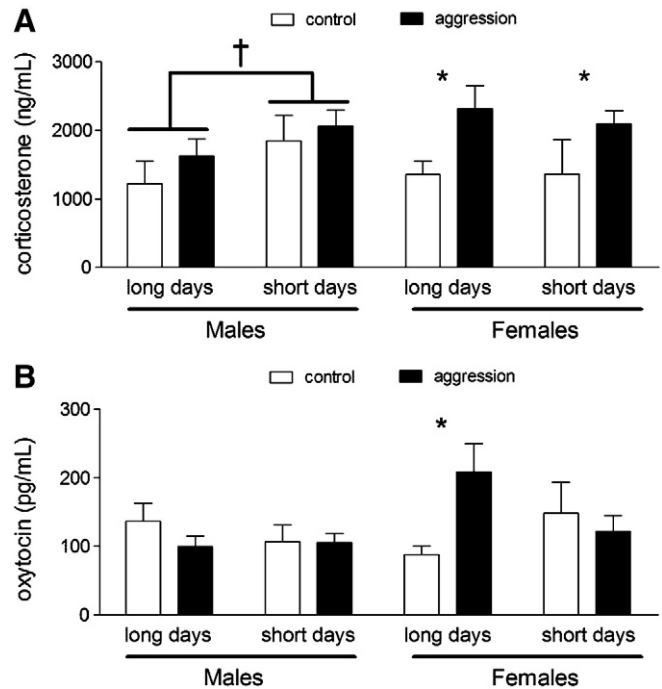 A
control aggression
†
corticosterone (ng/mL)
3000
2000
1000
0
* *
long days short days long days short days
Males Females
B
control aggression
oxytocin (pg/mL)
300
200
100
0
*
long days short days long days short days
Males Females